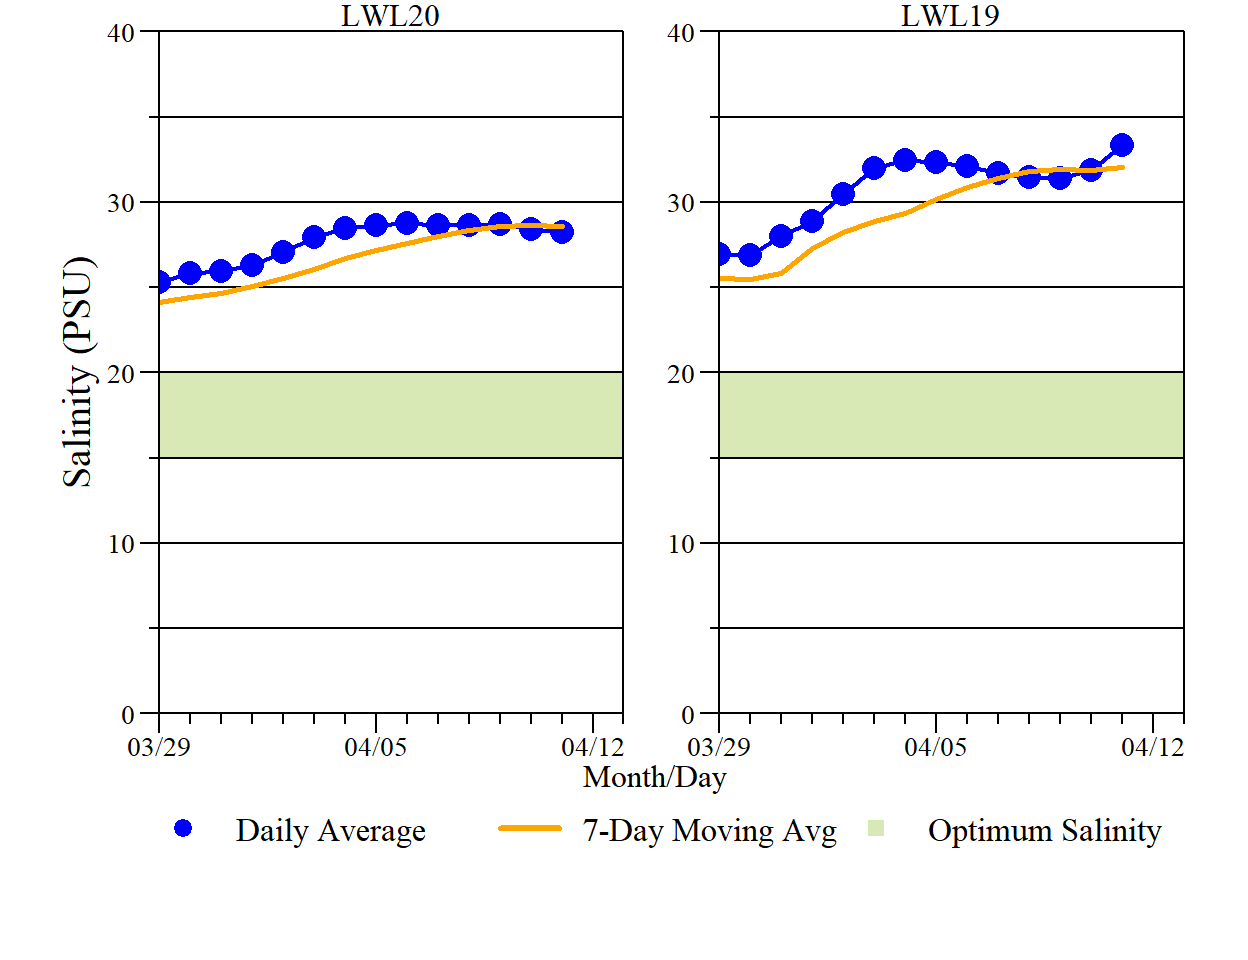 LWL20 LWL19
40 40
30 30
20 20
10 10
0 0
Salinity (PSU)
03/29 04/05 04/12 03/29 04/05 04/12
Month/Day
Daily Average 7-Day Moving Avg Optimum Salinity